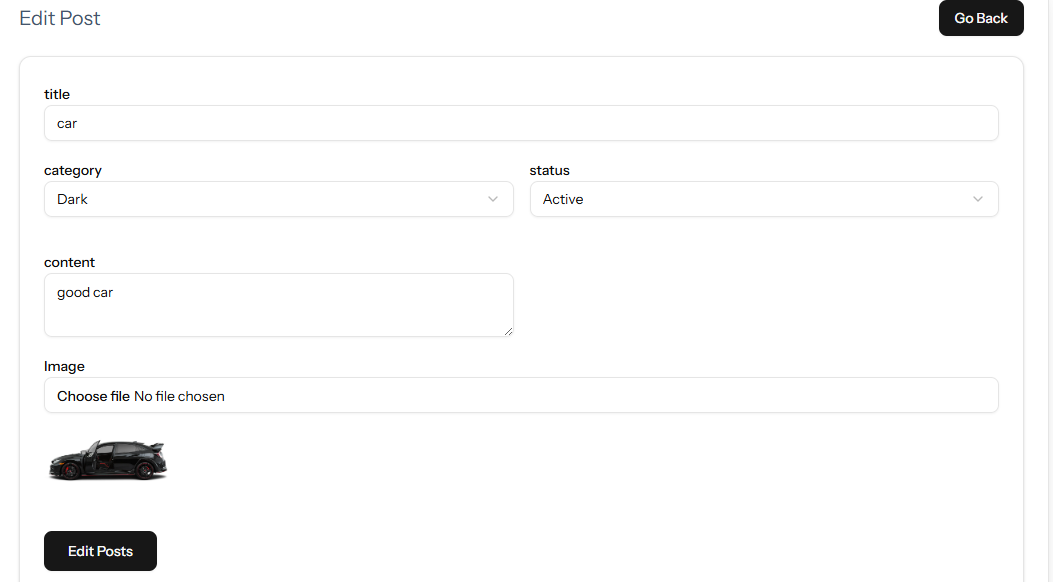 Edit Post
Go Back
title
car
category
status
Dark
Active
content
good car
Image
Choose file No file chosen
Edit Posts